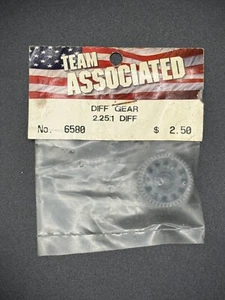 TEAM
ASSOCIATED
DIFF GEAR
2.25:1 DIFF
No. 6580 $ 2.50